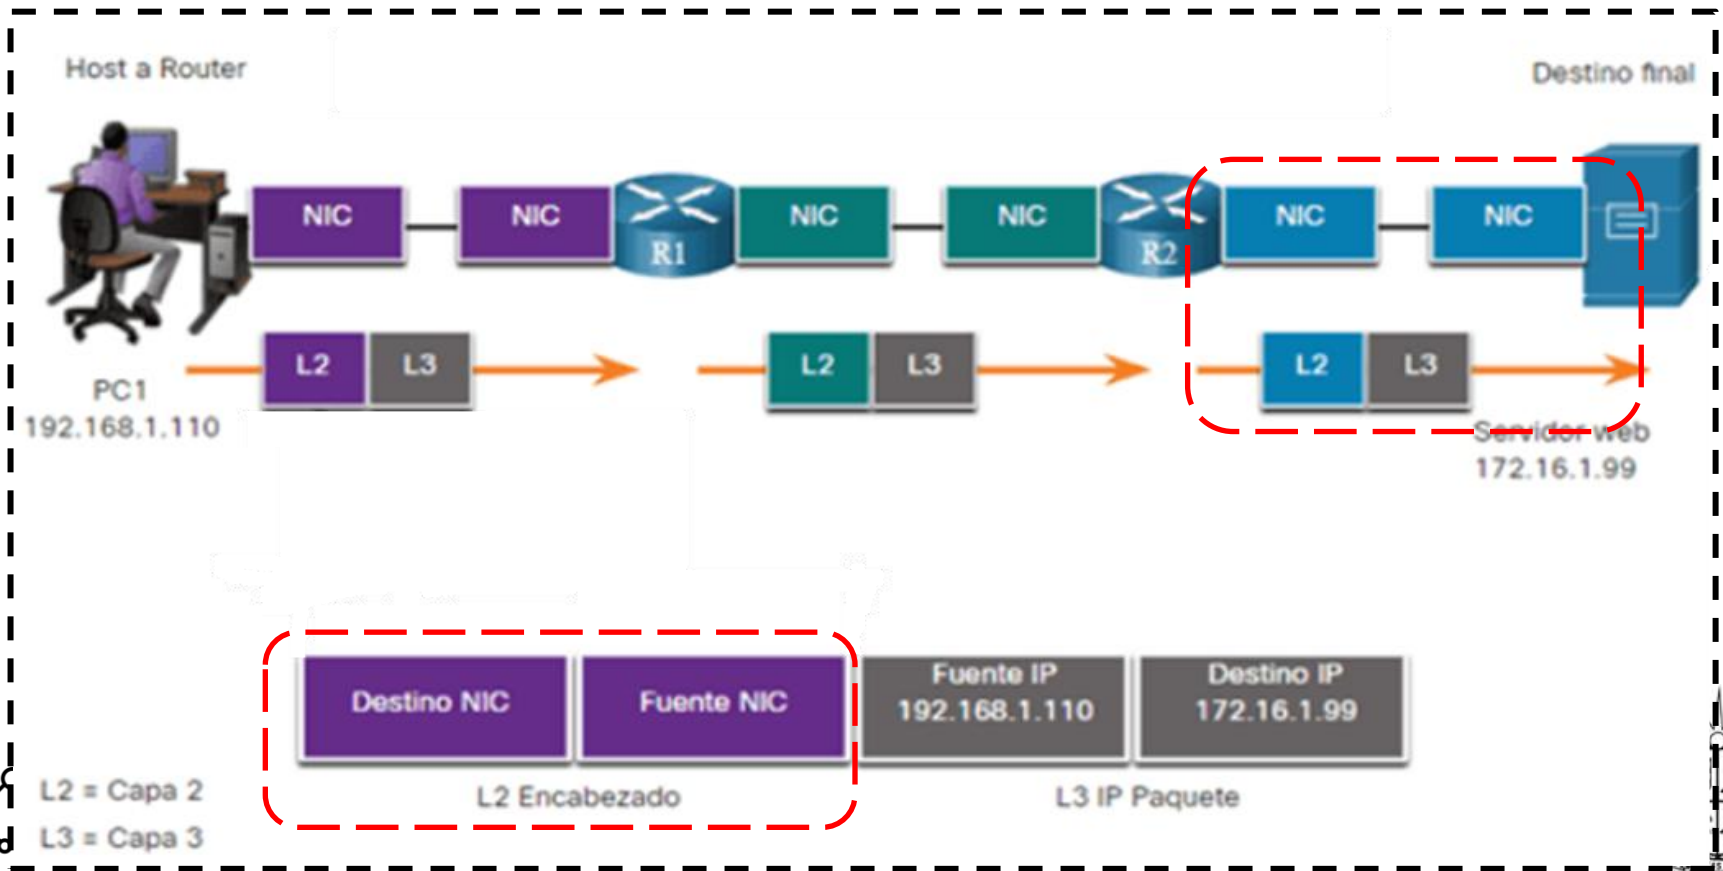 Host a Router
Destino final
NIC
NIC
R1
NIC
NIC
R2
NIC
NIC
L2
L3
L2
L3
L2
L3
PC1
192.168.1.110
Servidor web
172.16.1.99
Destino NIC
Fuente NIC
Fuente IP
192.168.1.110
Destino IP
172.16.1.99
L2 Encabezado
L3 IP Paquete
L2 = Capa 2
L3 = Capa 3